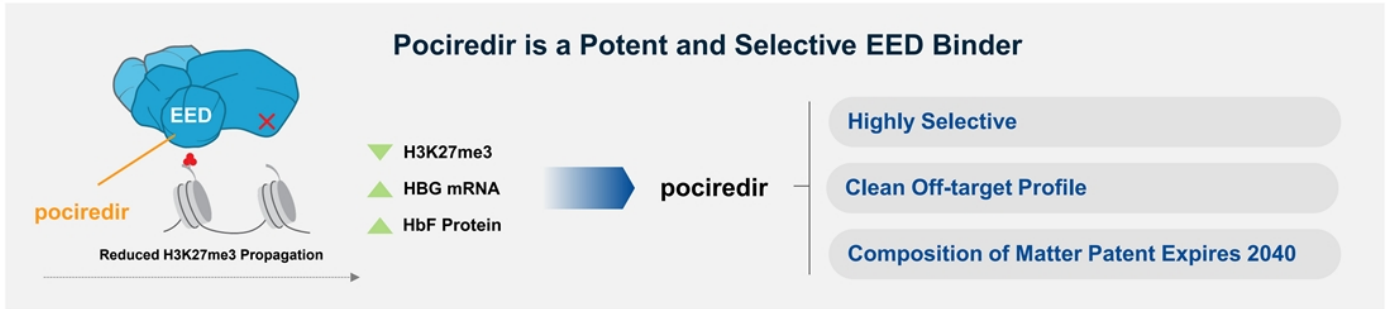 Pociredir is a Potent and Selective EED Binder
EED
pociredir
Reduced H3K27me3 Propagation
H3K27me3
HBG mRNA
HbF Protein
pociredir
Highly Selective
Clean Off-target Profile
Composition of Matter Patent Expires 2040